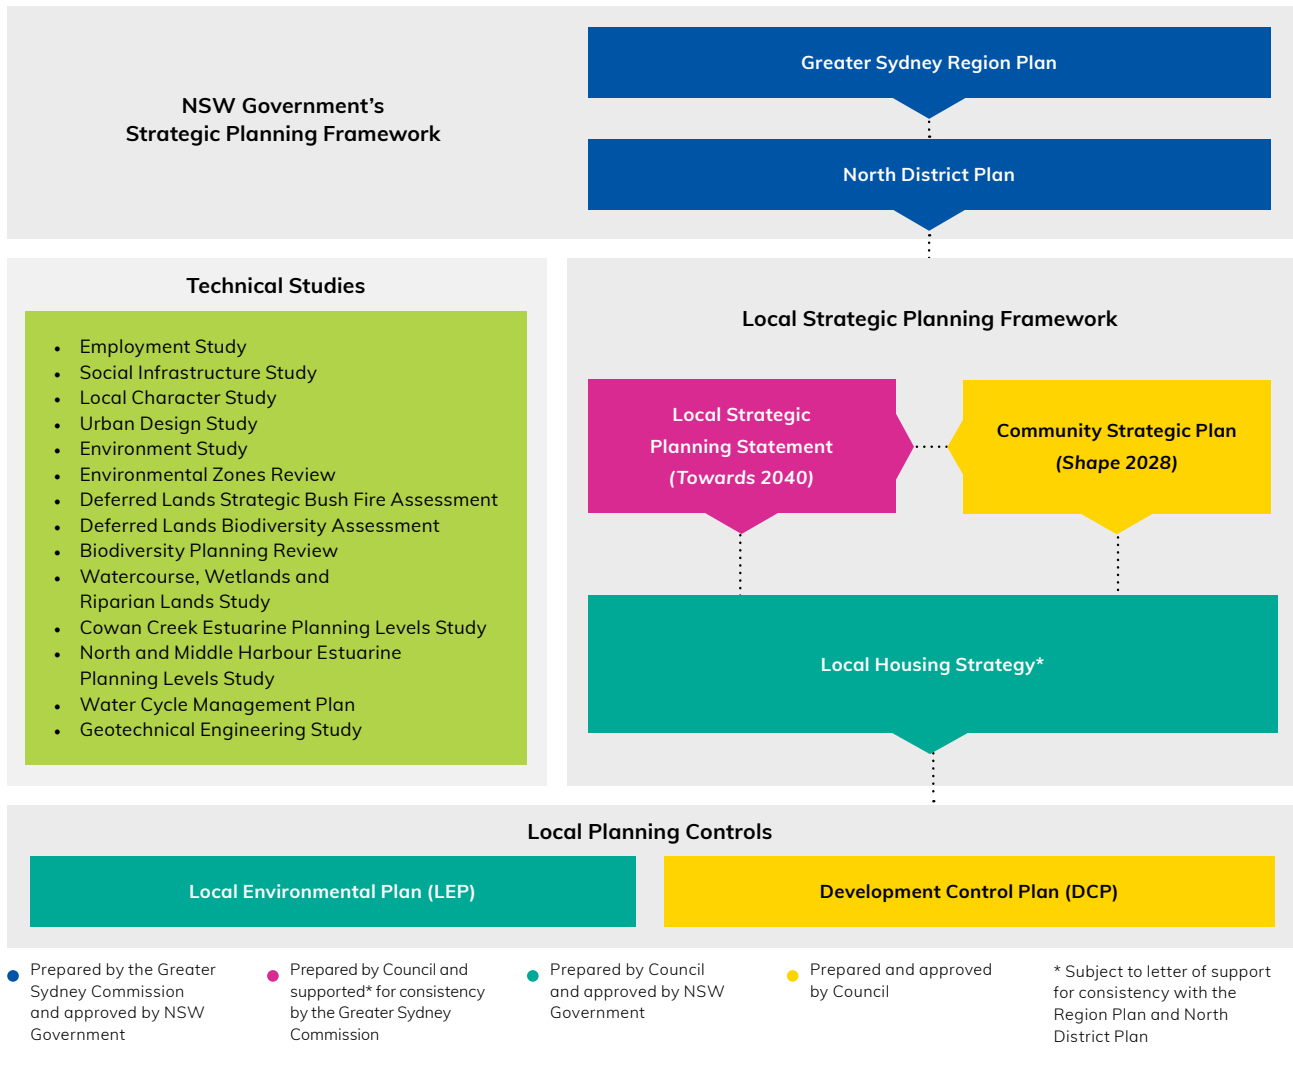 NSW Government’s
Strategic Planning Framework
Greater Sydney Region Plan
North District Plan
Technical Studies
• Employment Study
• Social Infrastructure Study
• Local Character Study
• Urban Design Study
• Environment Study
• Environmental Zones Review
• Deferred Lands Strategic Bush Fire Assessment
• Deferred Lands Biodiversity Assessment
• Biodiversity Planning Review
• Watercourse, Wetlands and
Riparian Lands Study
• Cowan Creek Estuarine Planning Levels Study
• North and Middle Harbour Estuarine
Planning Levels Study
• Water Cycle Management Plan
• Geotechnical Engineering Study
Local Strategic Planning Framework
Local Strategic
Planning Statement
(Towards 2040)
Community Strategic Plan
(Shape 2028)
Local Housing Strategy*
Local Planning Controls
Local Environmental Plan (LEP)
Development Control Plan (DCP)
Prepared by the Greater
Sydney Commission
and approved by NSW
Government
Prepared by Council and
supported* for consistency
by the Greater Sydney
Commission
Prepared by Council
and approved by NSW
Government
Prepared and approved
by Council
* Subject to letter of support
for consistency with the
Region Plan and North
District Plan